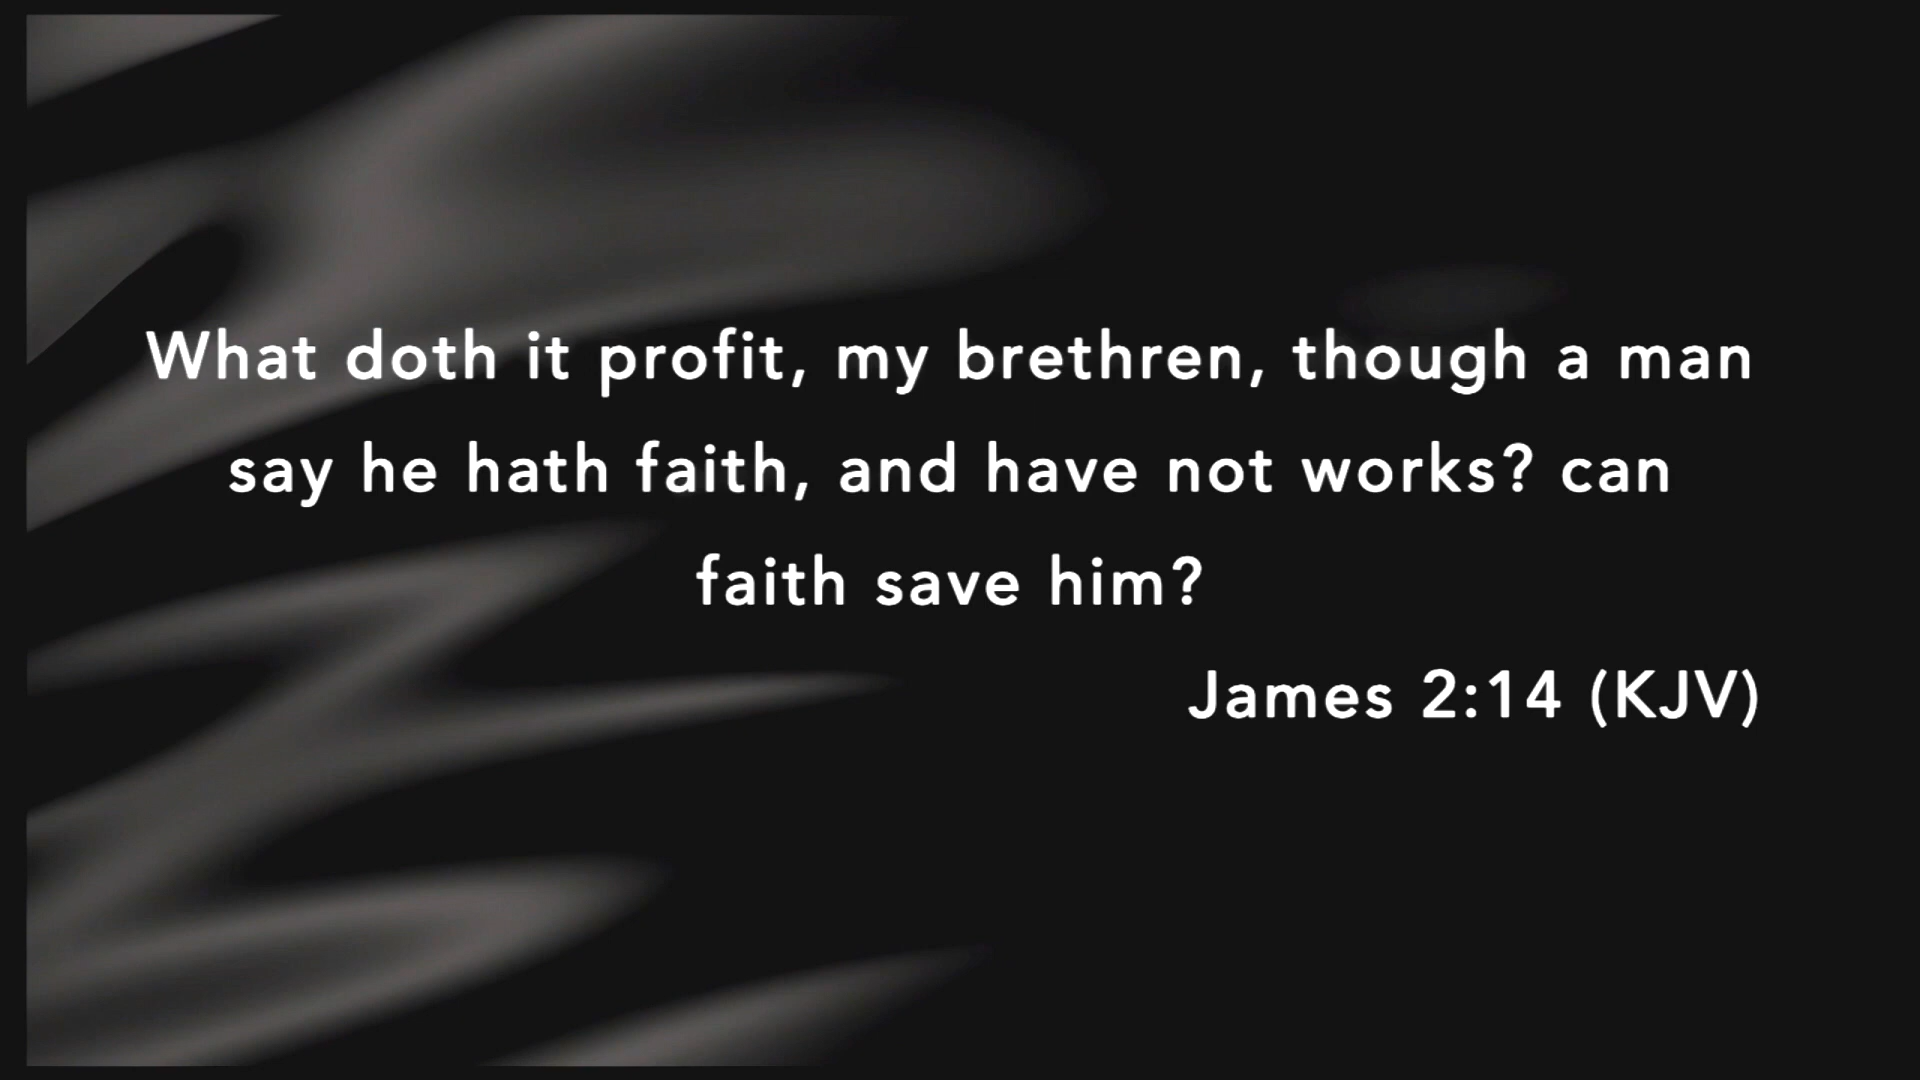 What doth it profit, my brethren, though a man
say he hath faith, and have not works? can
faith save him?
James 2:14 (KJV)